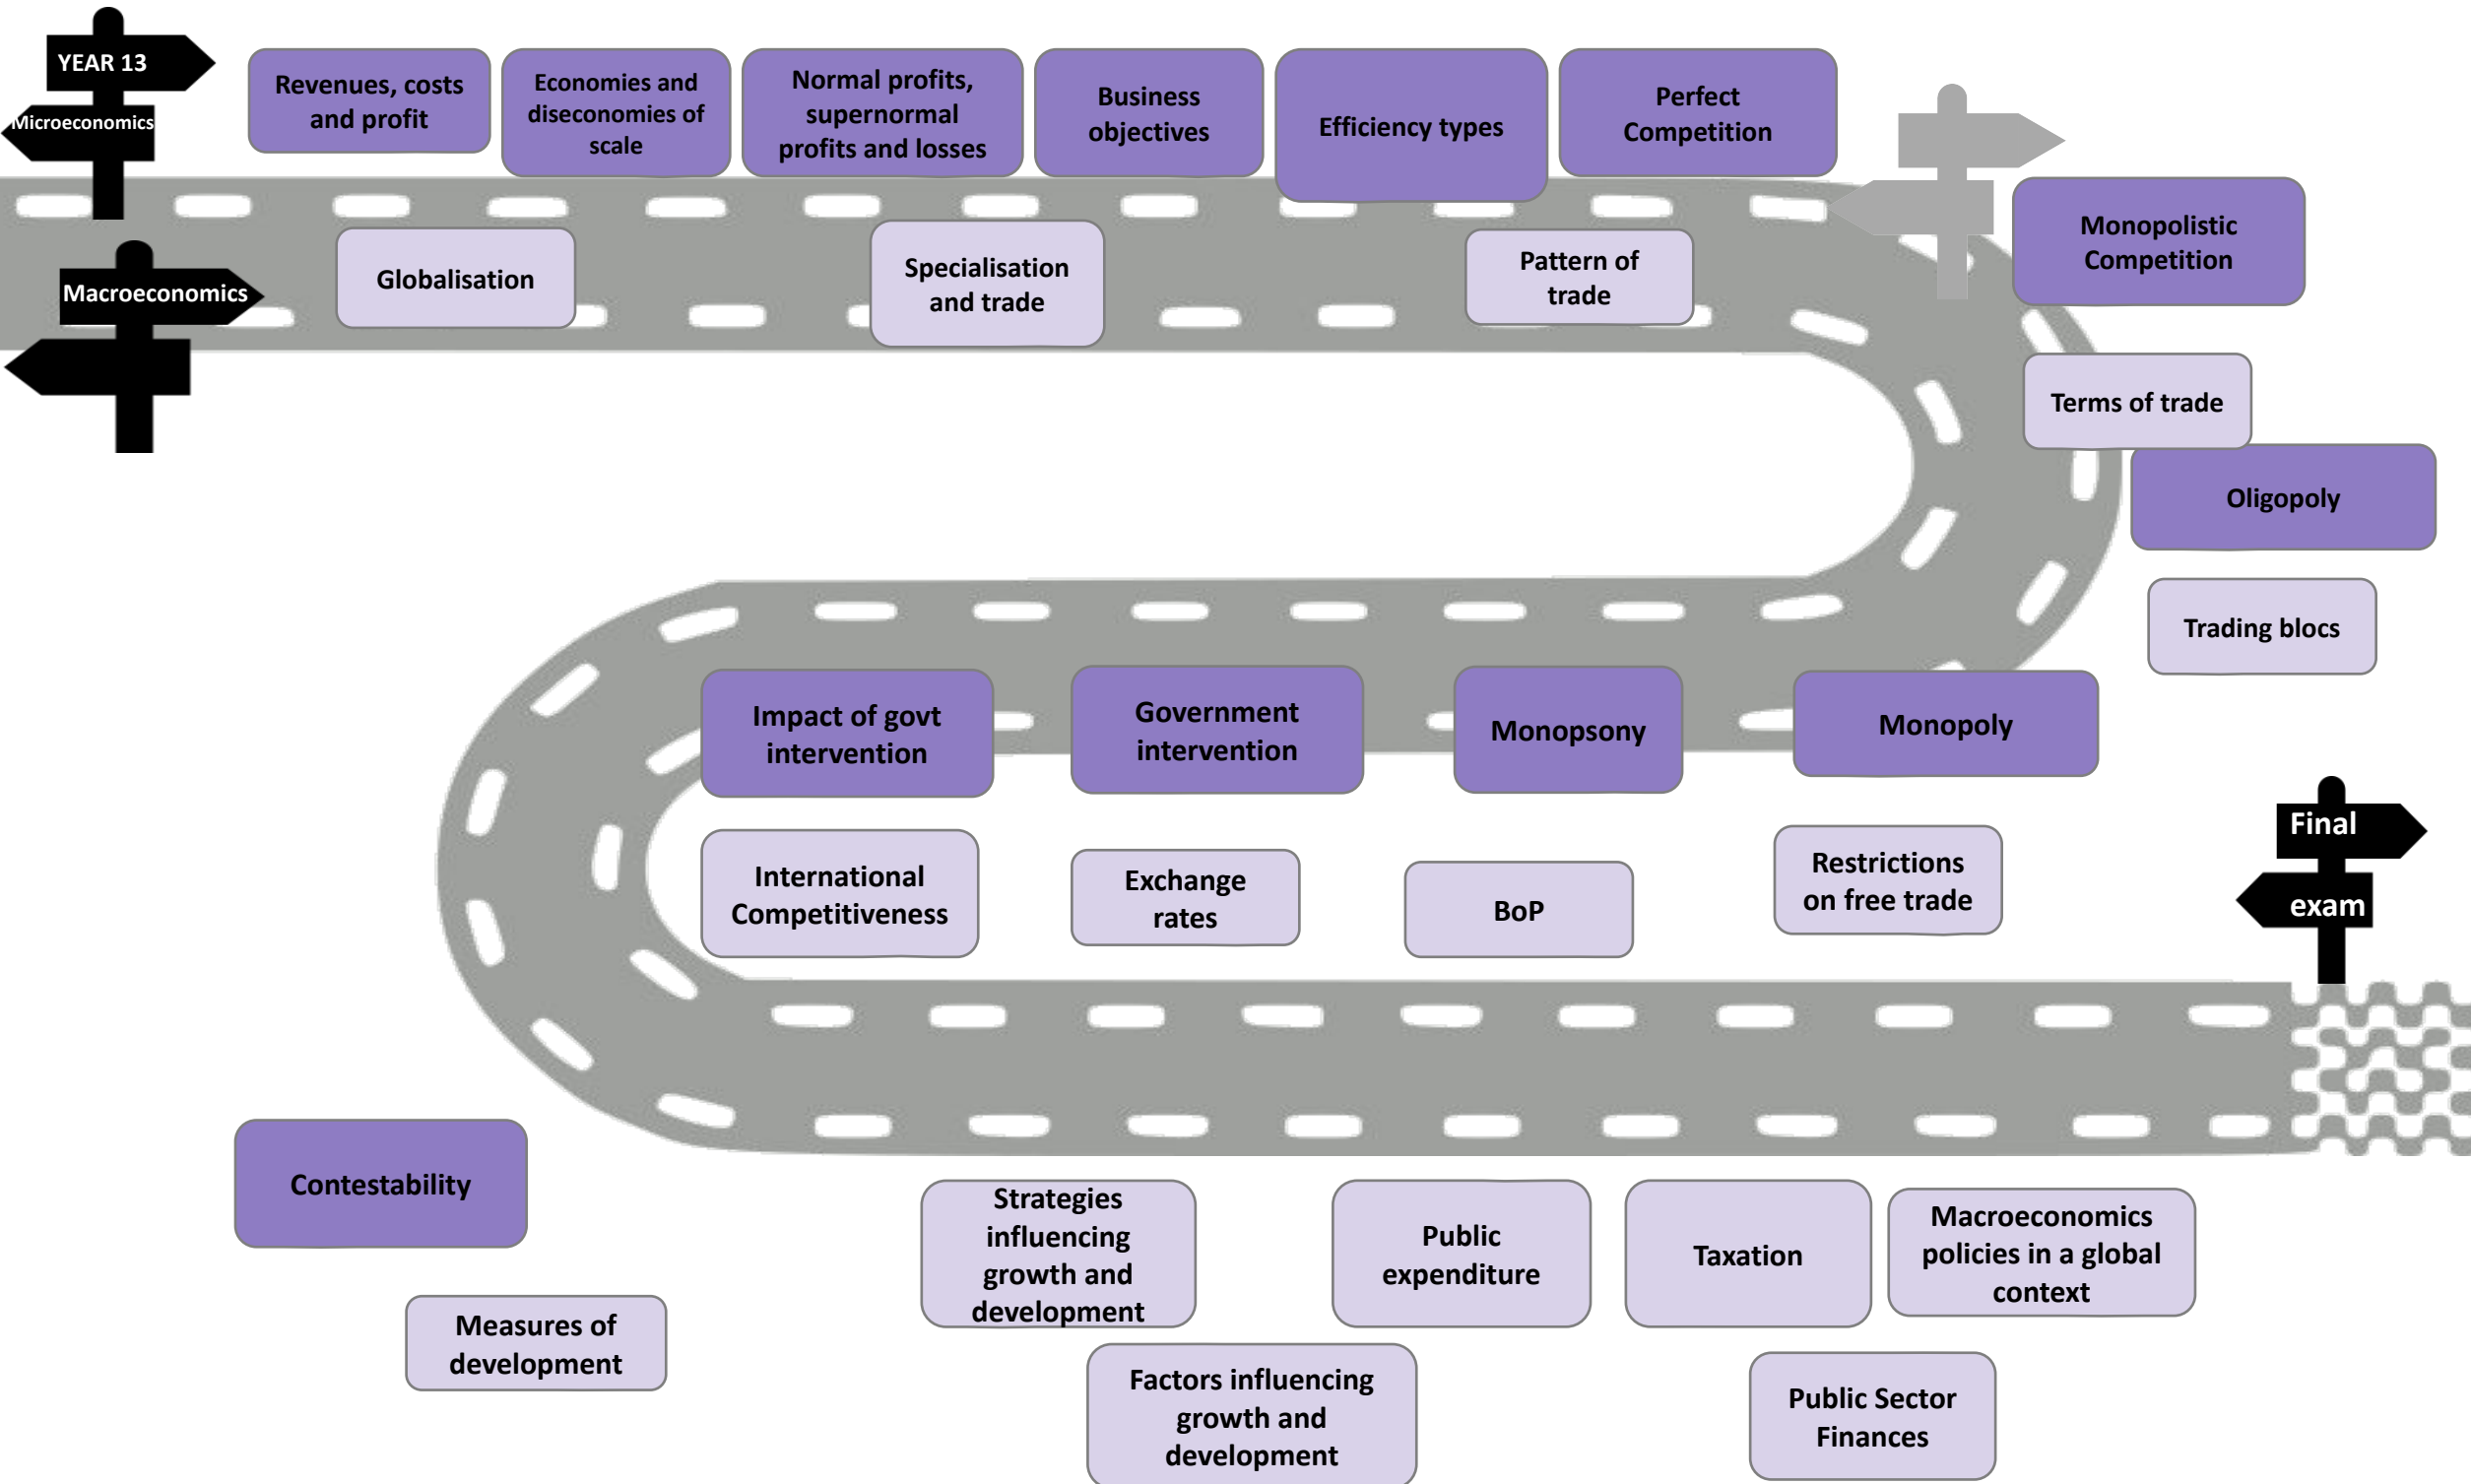 YEAR 13
Microeconomics
Revenues, costs
and profit
Economies and
diseconomies of
scale
Normal profits,
supernormal
profits and losses
Business
objectives
Efficiency types
Perfect
Competition
Monopolistic
Competition
Macroeconomics
Globalisation
Specialisation
and trade
Pattern of
trade
Terms of trade
Oligopoly
Trading blocs
Impact of govt
intervention
Government
intervention
Monopsony
Monopoly
International
Competitiveness
Exchange
rates
BoP
Restrictions
on free trade
Final
exam
Contestability
Measures of
development
Strategies
influencing
growth and
development
Factors influencing
growth and
development
Public
expenditure
Taxation
Macroeconomics
policies in a global
context
Public Sector
Finances